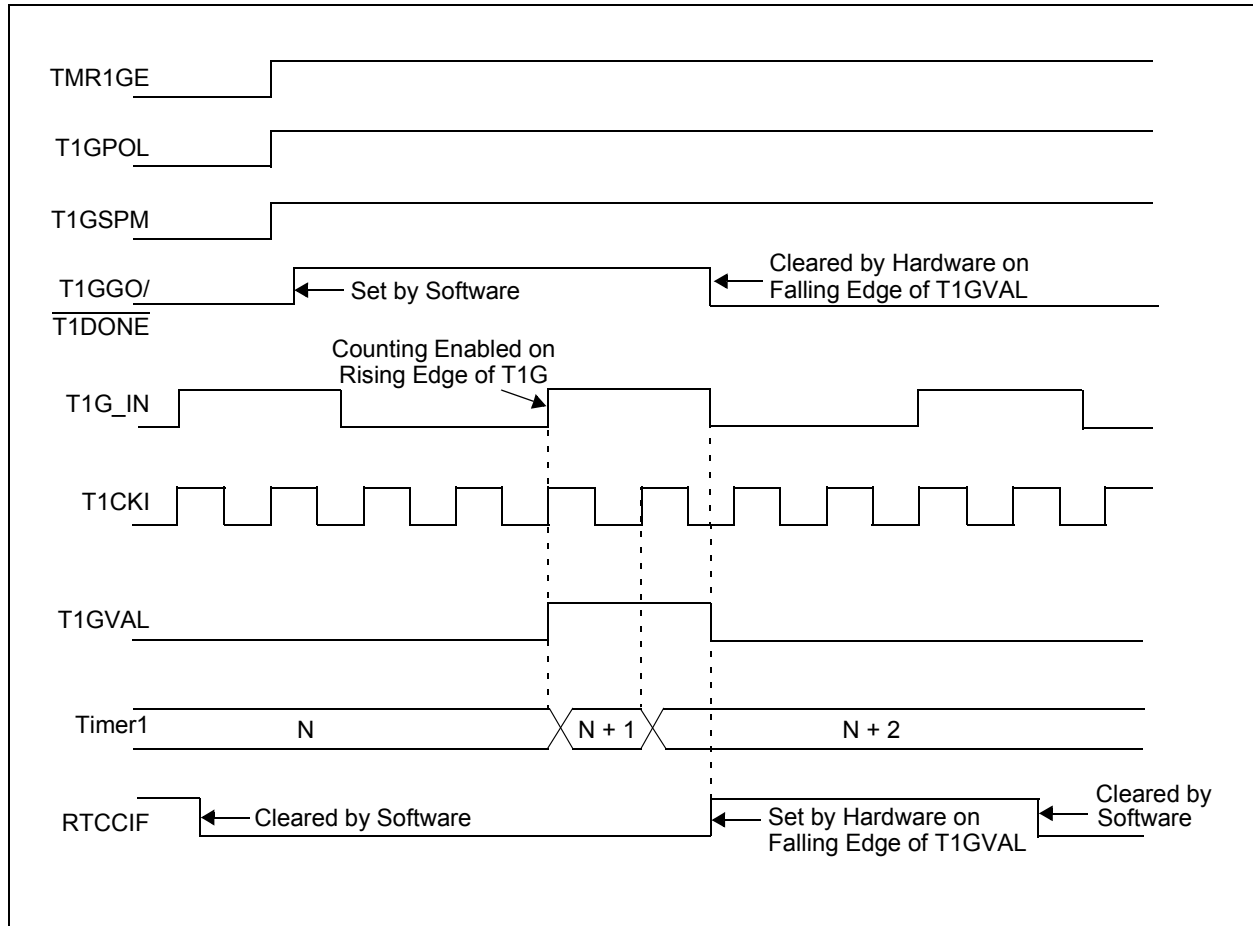 TMR1GE
T1GPOL
T1GSPM
T1GGO/
T1DONE
Set by Software
Cleared by Hardware on
Falling Edge of T1GVAL
Counting Enabled on
Rising Edge of T1G
T1G_IN
T1CKI
T1GVAL
Timer1
N
N + 1
N + 2
RTCCIF
Cleared by Software
Set by Hardware on
Falling Edge of T1GVAL
Cleared by
Software